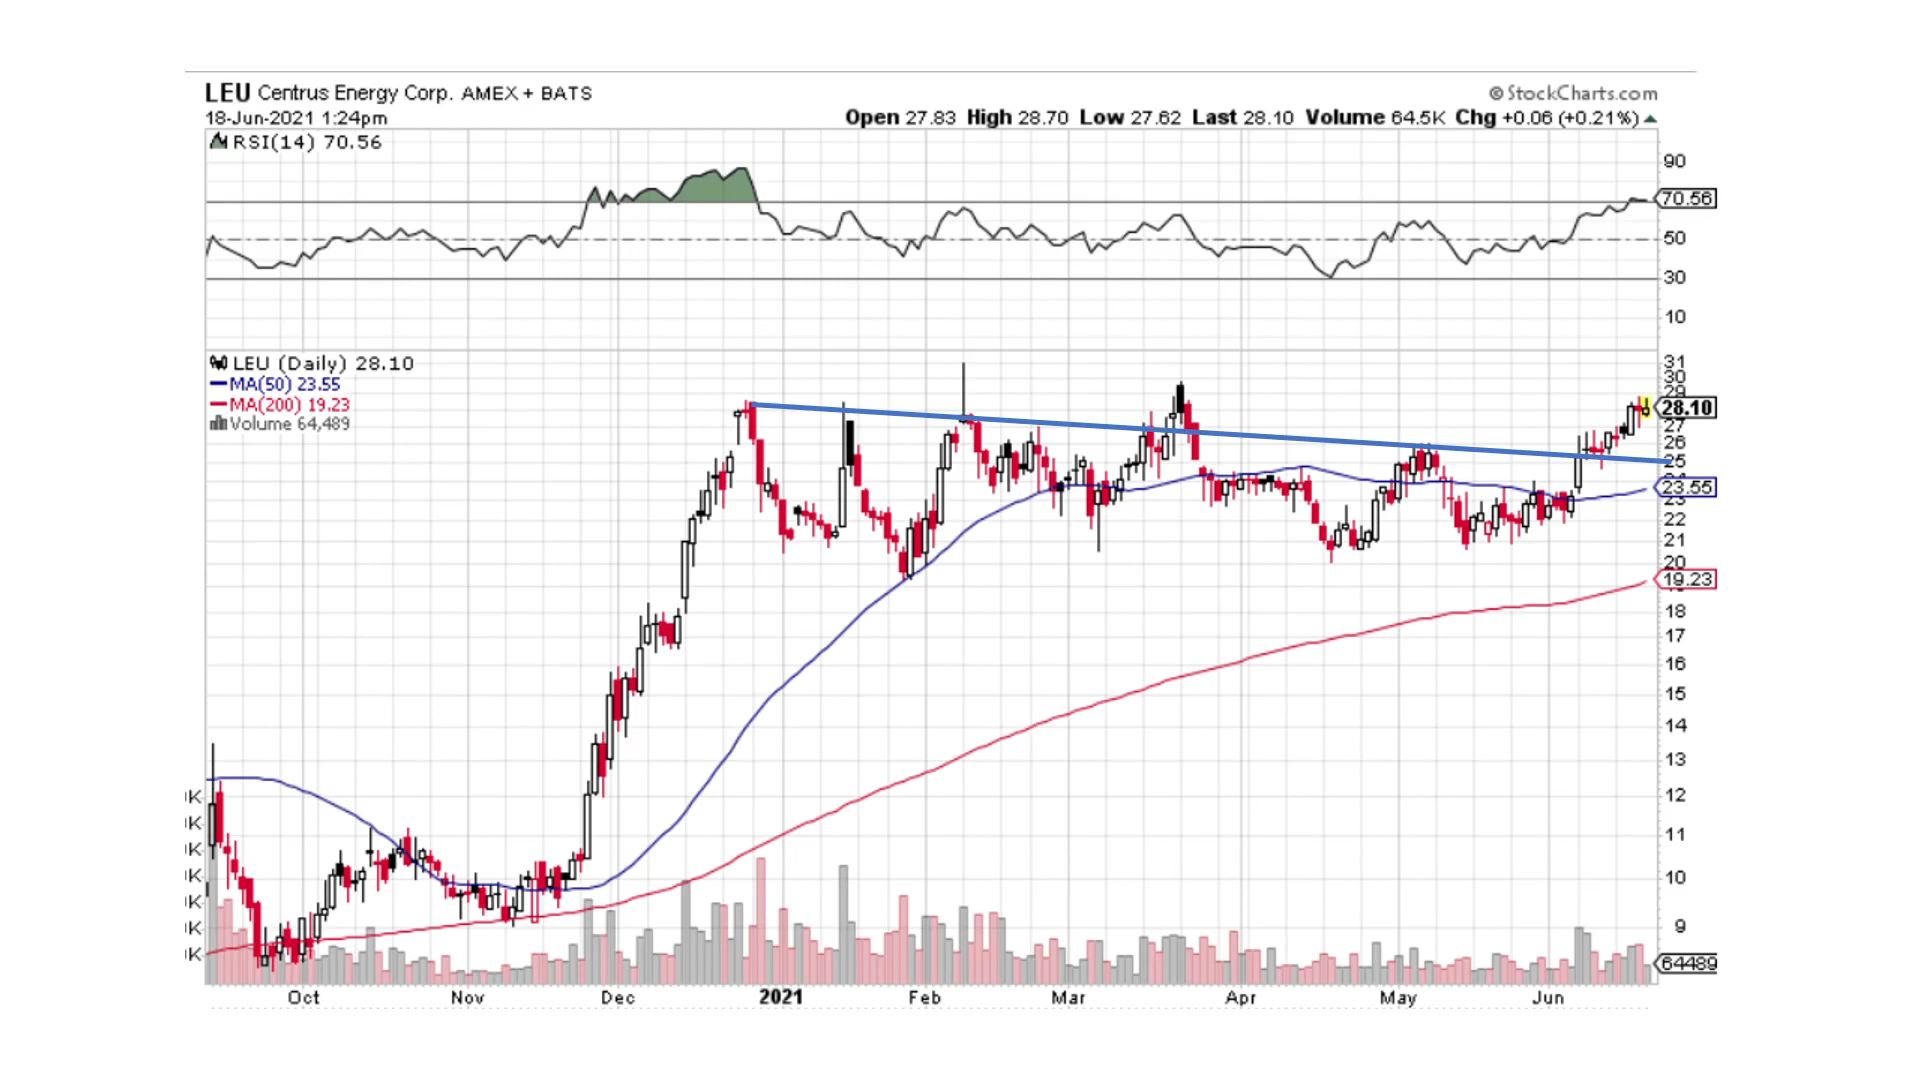 LEU Centrus Energy Corp. AMEX + BATS
© StockCharts.com
18-Jun-2021 1:24pm
Open 27.83 High 28.70 Low 27.62 Last 28.10 Volume 64.5K Chg +0.06 (+0.21%)
RSI(14) 70.56
90
70.56
50
30
10
LEU (Daily) 28.10
MA(50) 23.55
MA(200) 19.23
Volume 64,489
31
30
29
28.10
27
26
25
23.55
22
21
20
19.23
18
17
16
15
14
13
12
11
10
9
K
K
K
K
K
K
K
64489
Oct Nov Dec 2021 Feb Mar Apr May Jun